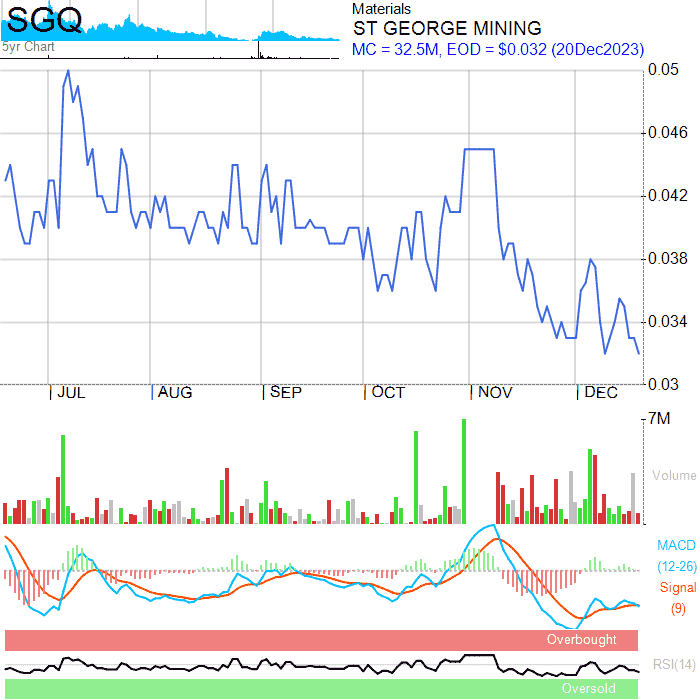 SGQ
5yr Chart
Materials
ST GEORGE MINING
MC = 32.5M, EOD = $0.032 (20Dec2023)
0.05
0.046
0.042
0.038
0.034
0.03
JUL AUG SEP OCT NOV DEC
7M
Volume
MACD
(12-26)
Signal
(9)
Overbought
RSI(14)
Oversold